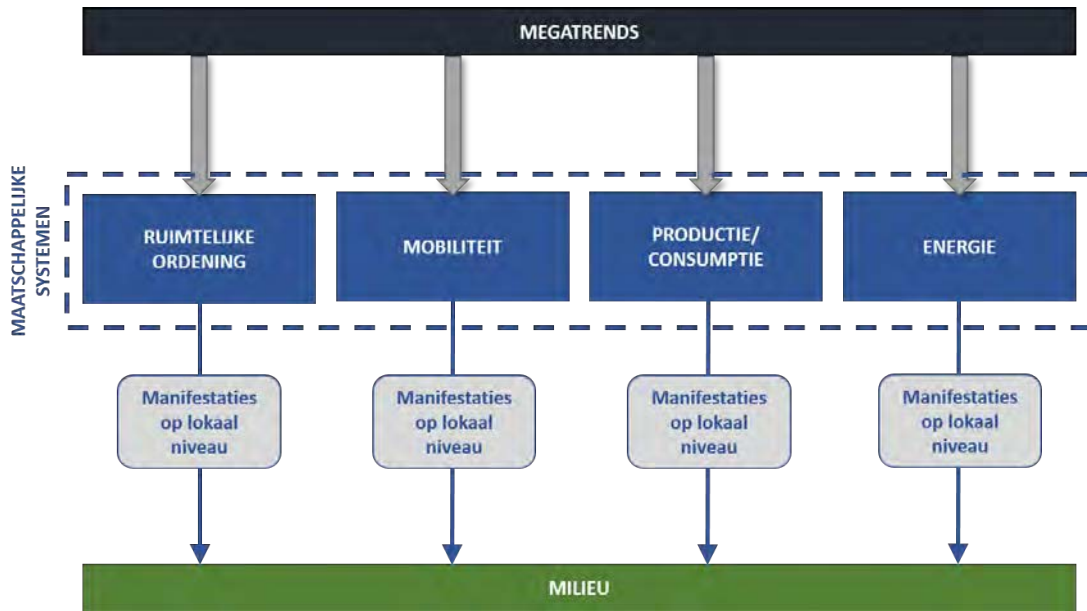 MEGATRENDS
MAATSCHAPPELIJKE
SYSTEMEN
RUIMTELIJKE
ORDENING
MOBILITEIT
PRODUCTIE/
CONSUMPTIE
ENERGIE
Manifestaties
op lokaal
niveau
Manifestaties
op lokaal
niveau
Manifestaties
op lokaal
niveau
Manifestaties
op lokaal
niveau
MILIEU